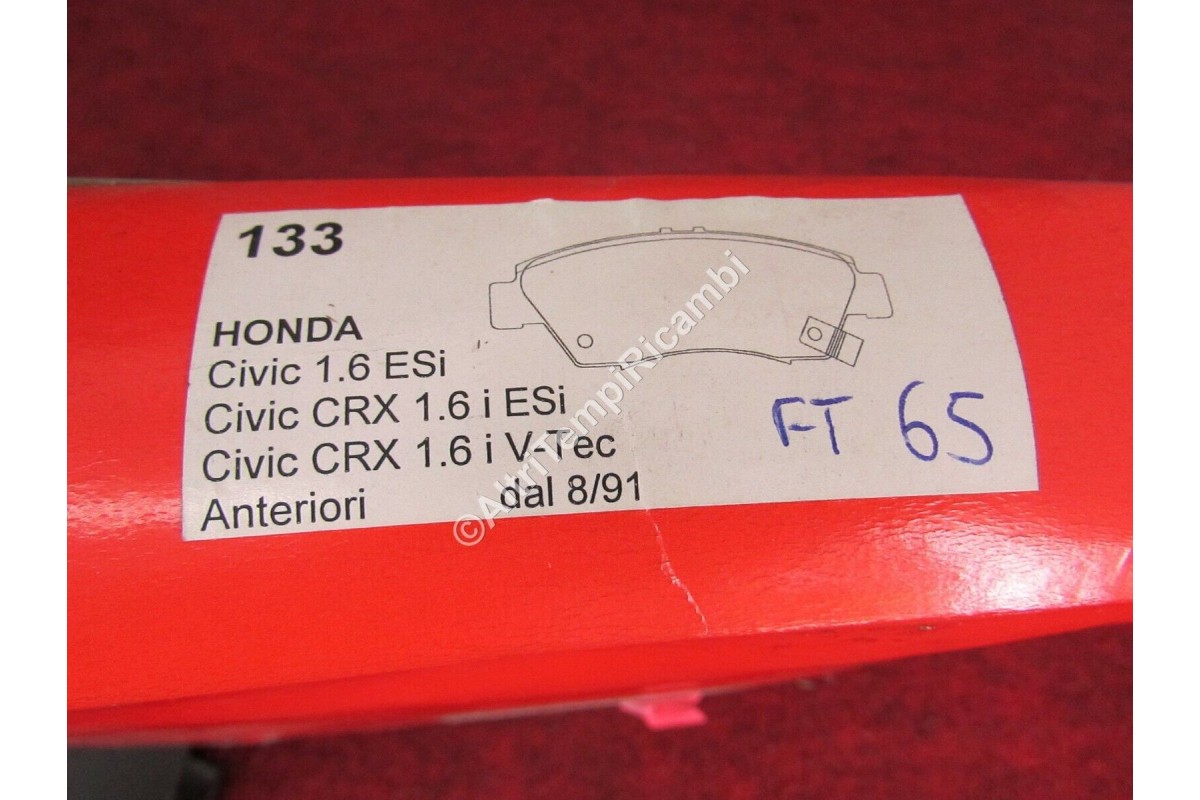 133
HONDA
Civic 1.6 ESi
Civic CRX 1.6 i ESi
Civic CRX 1.6 i V-Tec
Anteriori dal 8/91
FT 65
©AltriTempiRicambi